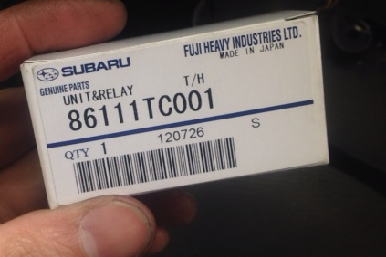 SUBARU
FUJI HEAVY INDUSTRIES LTD.
MADE IN JAPAN
GENUINE PARTS
UNIT&RELAY T/H
86111TC001
120726 S
QTY 1